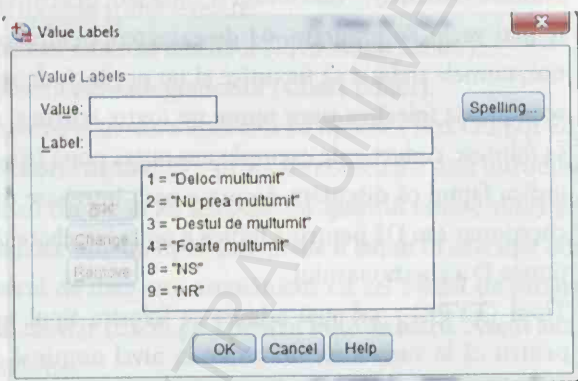 Value Labels
Value Labels
Value:
Label:
Spelling...
Add
Change
Remove
1 = "Deloc multumit"
2 = "Nu prea multumit"
3 = "Destul de multumit"
4 = "Foarte multumit"
8 = "NS"
9 = "NR"
OK
Cancel
Help